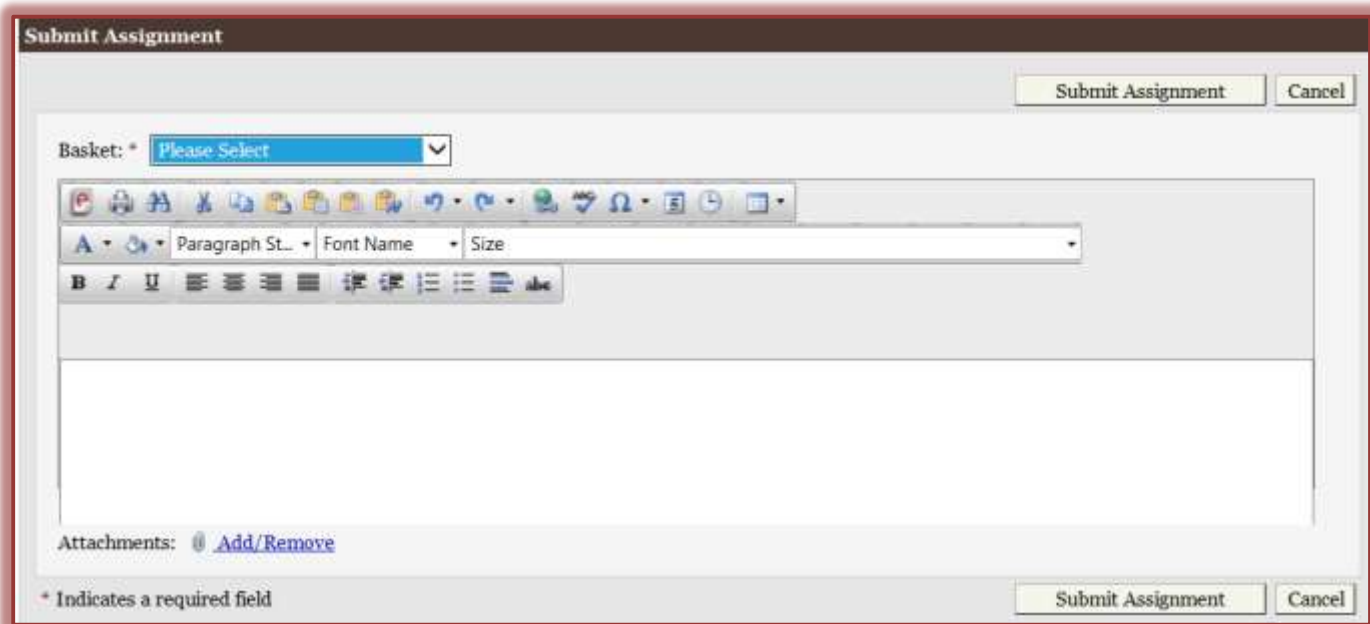 Submit Assignment
Submit Assignment Cancel
Basket: * Please Select
A Paragraph St... Font Name Size
B I U abc
Attachments: Add/Remove
* Indicates a required field Submit Assignment Cancel